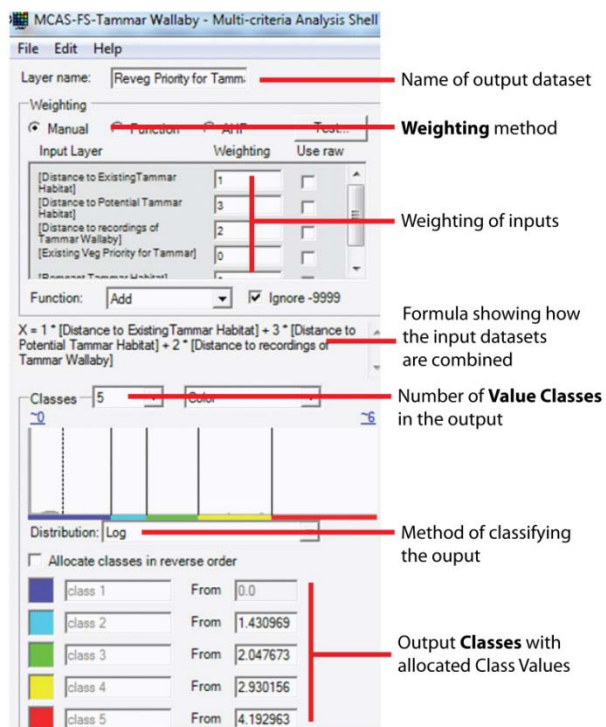 MCAS-FS-Tammar Wallaby - Multi-criteria Analysis Shell
File Edit Help
Layer name: Reveg Priority for Tamm
Name of output dataset
Weighting
Manual Function AHP Test...
Weighting method
Input Layer Weighting Use raw
[Distance to ExistingTammar
Habitat] 1
[Distance to Potential Tammar
Habitat] 3
[Distance to recordings of
Tammar Wallaby] 2
[Existing Veg Priority for Tammar] 0
[Remnant Tammar Habitat]
Weighting of inputs
Function: Add Ignore -9999
X = 1 * [Distance to ExistingTammar Habitat] + 3 * [Distance to
Potential Tammar Habitat] + 2 * [Distance to recordings of
Tammar Wallaby]
Formula showing how
the input datasets
are combined
Classes 5 Color
Number of Value Classes
in the output
~0 ~6
Distribution: Log
Method of classifying
the ouput
Allocate classes in reverse order
class 1 From 0.0
class 2 From 1.430969
class 3 From 2.047673
class 4 From 2.930156
class 5 From 4.192963
Output Classes with
allocated Class Values